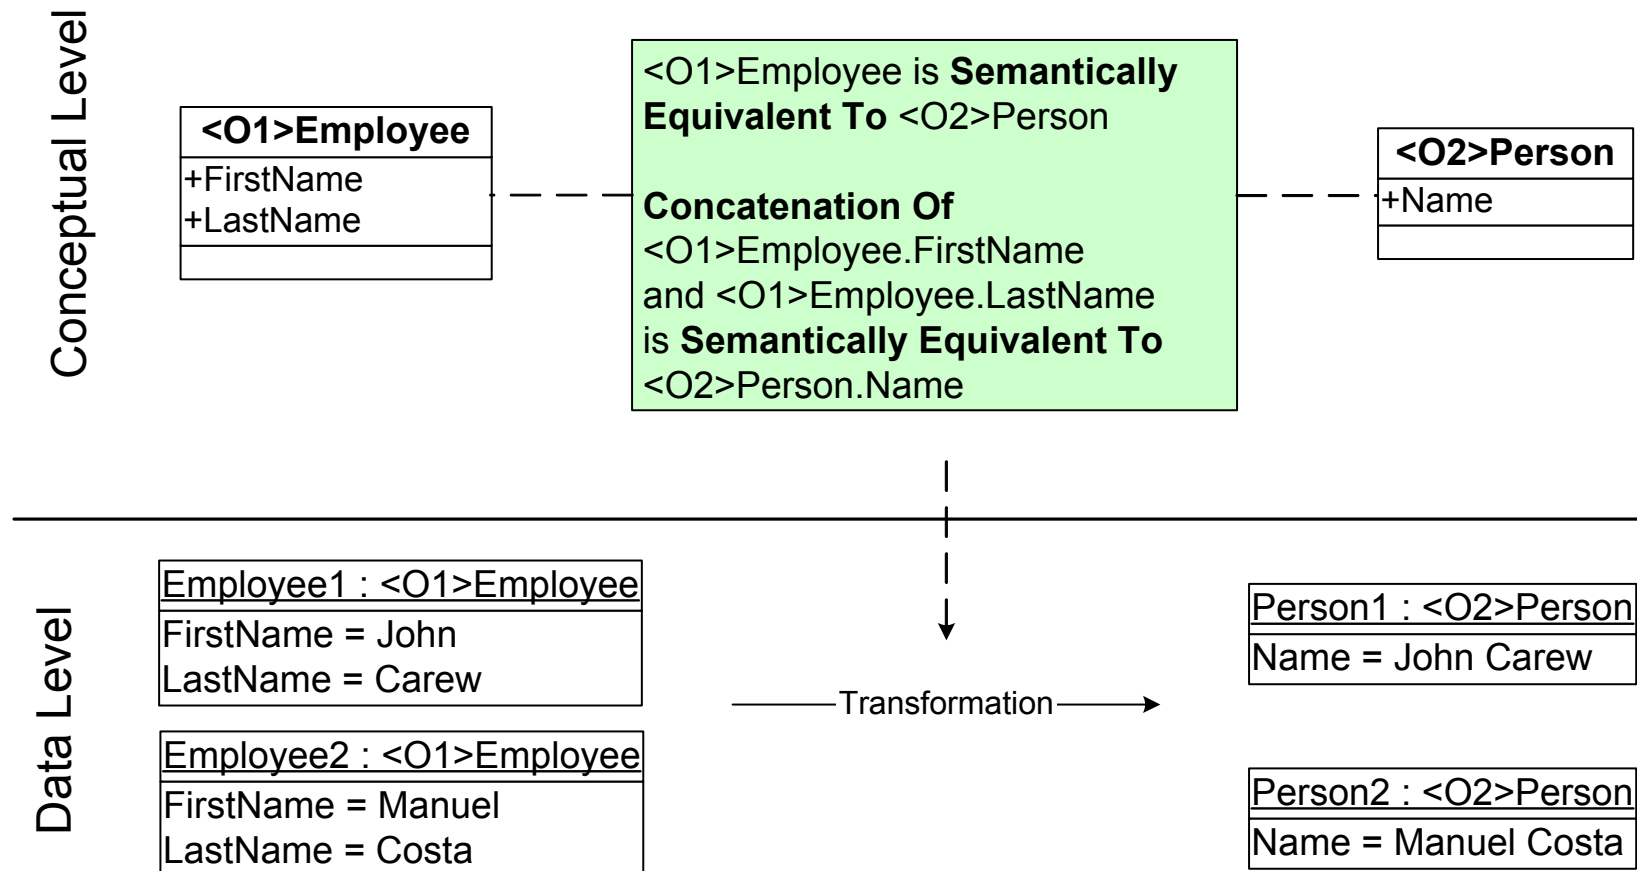 Conceptual Level
<O1>Employee
+FirstName
+LastName
<O1>Employee is Semantically
Equivalent To <O2>Person
Concatenation Of
<O1>Employee.FirstName
and <O1>Employee.LastName
is Semantically Equivalent To
<O2>Person.Name
<O2>Person
+Name
Data Level
Employee1 : <O1>Employee
FirstName = John
LastName = Carew
Employee2 : <O1>Employee
FirstName = Manuel
LastName = Costa
Transformation
Person1 : <O2>Person
Name = John Carew
Person2 : <O2>Person
Name = Manuel Costa